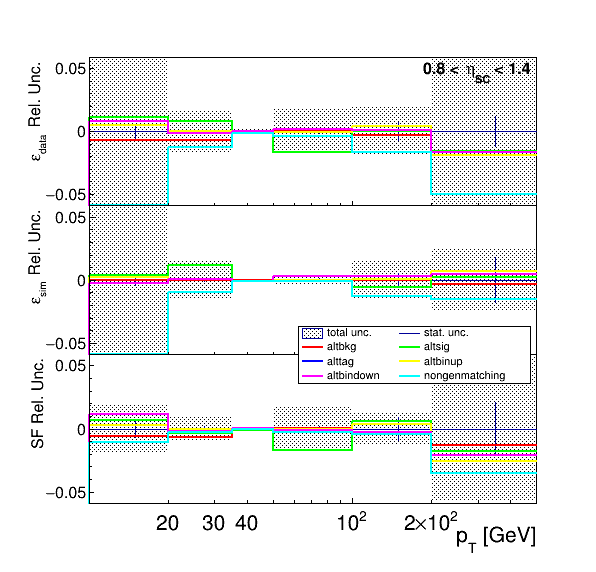 0.8 < η_SC < 1.4
ε_data Rel. Unc.
0.05
0
−0.05
ε_sim Rel. Unc.
0.05
0
−0.05
total unc. stat. unc.
altbkg altsig
alttag altbinup
altbindown nongenmatching
SF Rel. Unc.
0.05
0
−0.05
20 30 40 10² 2×10²
p_T [GeV]